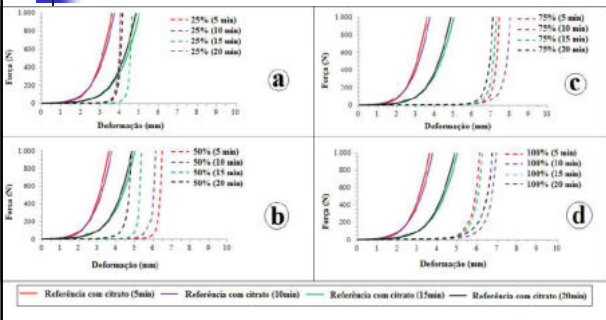 1.000
800
600
400
200
0
Força (N)
0 1 2 3 4 5 6 7 8 9 10
Deformação (mm)
25% (5 min)
25% (10 min)
25% (15 min)
25% (20 min)
a
1.000
800
600
400
200
0
Força (N)
0 1 2 3 4 5 6 7 8 9 10
Deformação (mm)
75% (5 min)
75% (10 min)
75% (15 min)
75% (20 min)
c
1.000
800
600
400
200
0
Força (N)
0 1 2 3 4 5 6 7 8 9 10
Deformação (mm)
50% (5 min)
50% (10 min)
50% (15 min)
50% (20 min)
b
1.000
800
600
400
200
0
Força (N)
0 1 2 3 4 5 6 7 8 9 10
Deformação (mm)
100% (5 min)
100% (10 min)
100% (15 min)
100% (20 min)
d
Referência com citrato (5min) Referência com citrato (10min) Referência com citrato (15min) Referência com citrato (20min)